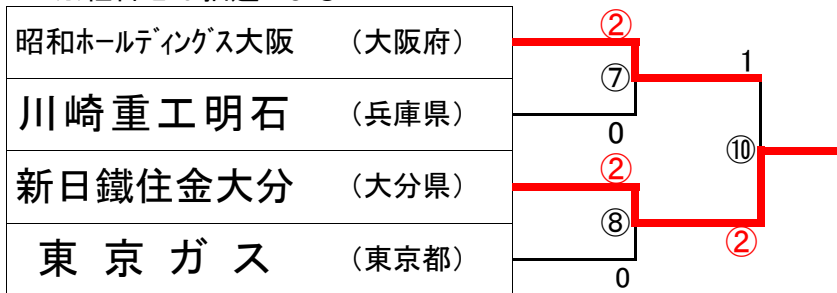 昭和ホールディングス大阪 （大阪府）
川崎重工明石 （兵庫県）
新日鐵住金大分 （大分県）
東京ガス （東京都）
②
⑦
0
1
⑩
②
⑧
0
②